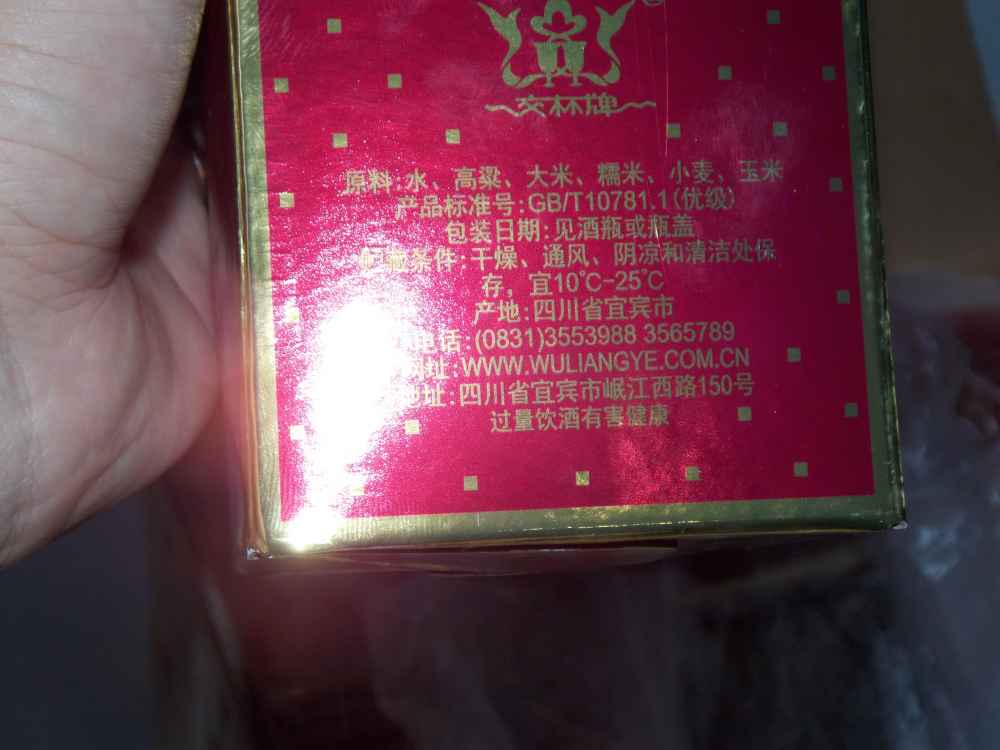 交杯牌
原料:水、高粱、大米、糯米、小麦、玉米
产品标准号:GB/T10781.1(优级)
包装日期:见酒瓶或瓶盖
贮藏条件:干燥、通风、阴凉和清洁处保
存，宜10℃-25℃
产地:四川省宜宾市
电话:(0831)3553988 3565789
网址:WWW.WULIANGYE.COM.CN
地址:四川省宜宾市岷江西路150号
过量饮酒有害健康